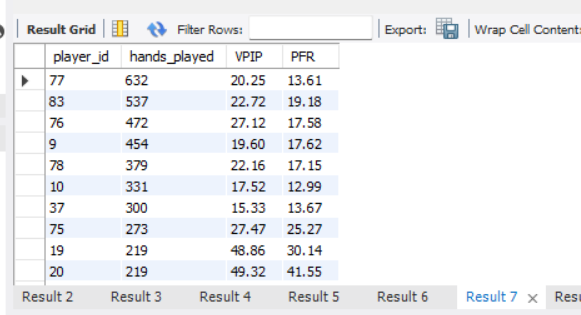 Result Grid Filter Rows: Export: Wrap Cell Content:
player_id hands_played VPIP PFR
77 632 20.25 13.61
83 537 22.72 19.18
76 472 27.12 17.58
9 454 19.60 17.62
78 379 22.16 17.15
10 331 17.52 12.99
37 300 15.33 13.67
75 273 27.47 25.27
19 219 48.86 30.14
20 219 49.32 41.55
Result 2 Result 3 Result 4 Result 5 Result 6 Result 7 × Resu